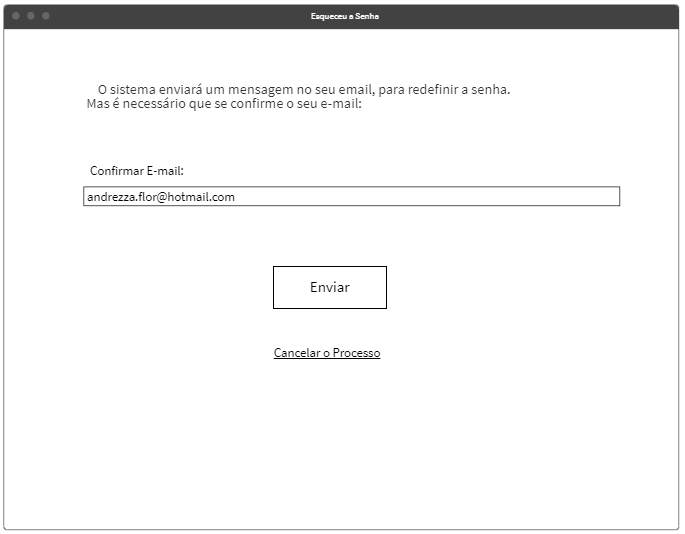 Esqueceu a Senha
O sistema enviará um mensagem no seu email, para redefinir a senha.
Mas é necessário que se confirme o seu e-mail:
Confirmar E-mail:
andrezza.flor@hotmail.com
Enviar
Cancelar o Processo